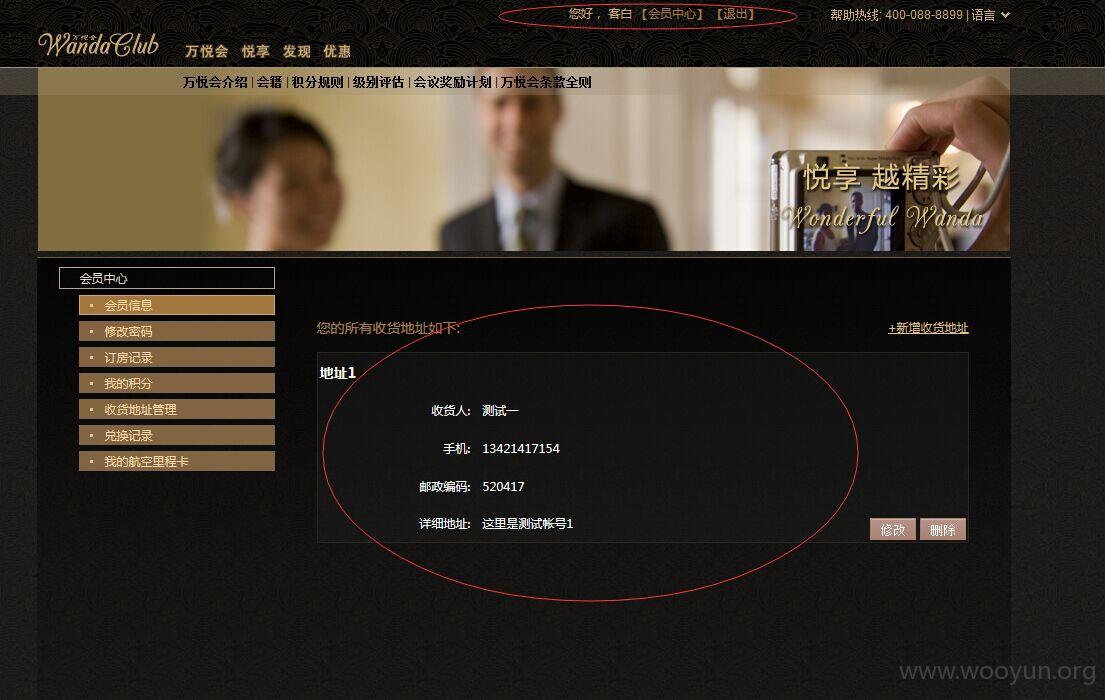 您好， 客白 【会员中心】 【退出】
帮助热线: 400-088-8899 | 语言
万悦会
WandaClub
万悦会 悦享 发现 优惠
万悦会介绍 | 会籍 | 积分规则 | 级别评估 | 会议奖励计划 | 万悦会条款全则
悦享 越精彩
Wonderful Wanda
会员中心
会员信息
修改密码
订房记录
我的积分
收货地址管理
兑换记录
我的航空里程卡
您的所有收货地址如下:
+新增收货地址
地址1
收货人: 测试一
手机: 13421417154
邮政编码: 520417
详细地址: 这里是测试帐号1
修改 删除
www.wooyun.org